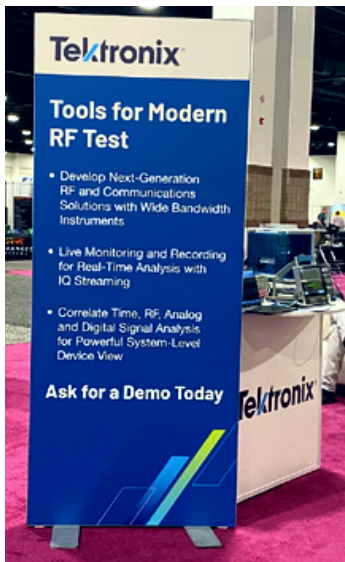 Tektronix®
Tools for Modern
RF Test
• Develop Next-Generation
RF and Communications
Solutions with Wide Bandwidth
Instruments
• Live Monitoring and Recording
for Real-Time Analysis with
IQ Streaming
• Correlate Time, RF, Analog
and Digital Signal Analysis
for Powerful System-Level
Device View
Ask for a Demo Today
Tektronix